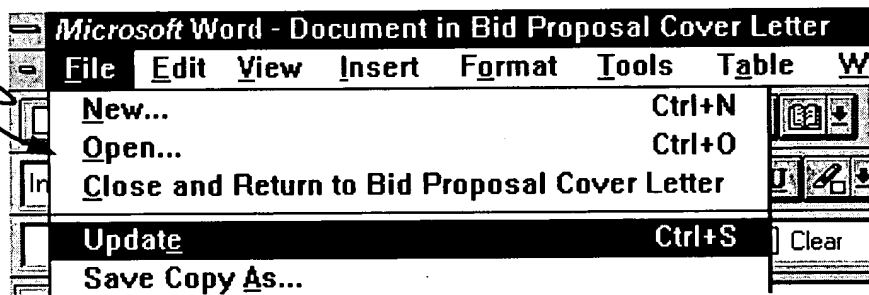 Microsoft Word - Document in Bid Proposal Cover Letter
File Edit View Insert Format Tools Table W
New... Ctrl+N
Open... Ctrl+O
Close and Return to Bid Proposal Cover Letter
In U
Update Ctrl+S
Clear
Save Copy As...